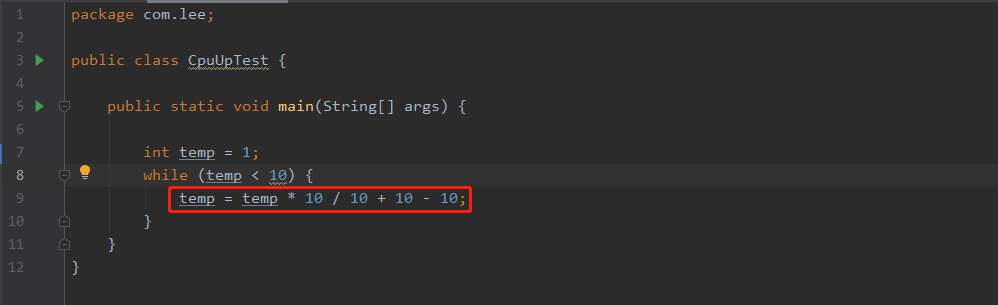 1 package com.lee;
2
3 public class CpuUpTest {
4
5 public static void main(String[] args) {
6
7 int temp = 1;
8 while (temp < 10) {
9 temp = temp * 10 / 10 + 10 - 10;
10 }
11 }
12 }